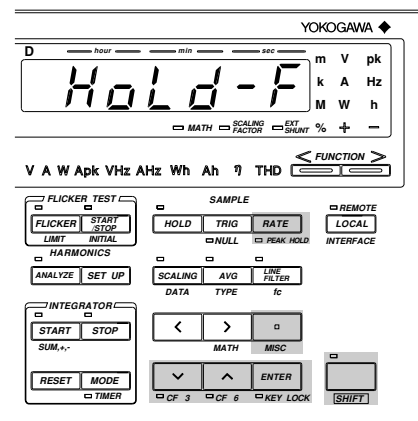 YOKOGAWA ◆
D hour min sec m V pk
HoLd-F k A Hz
M W h
MATH SCALING FACTOR EXT SHUNT % + −
V A W Apk VHz AHz Wh Ah η THD < FUNCTION >
FLICKER TEST SAMPLE
REMOTE
FLICKER START /STOP HOLD TRIG RATE LOCAL
LIMIT INITIAL NULL PEAK HOLD INTERFACE
HARMONICS
ANALYZE SET UP SCALING AVG LINE FILTER
DATA TYPE fc
INTEGRATOR
START STOP < >
SUM,+,- MATH MISC
RESET MODE ENTER SHIFT
TIMER CF 3 CF 6 KEY LOCK